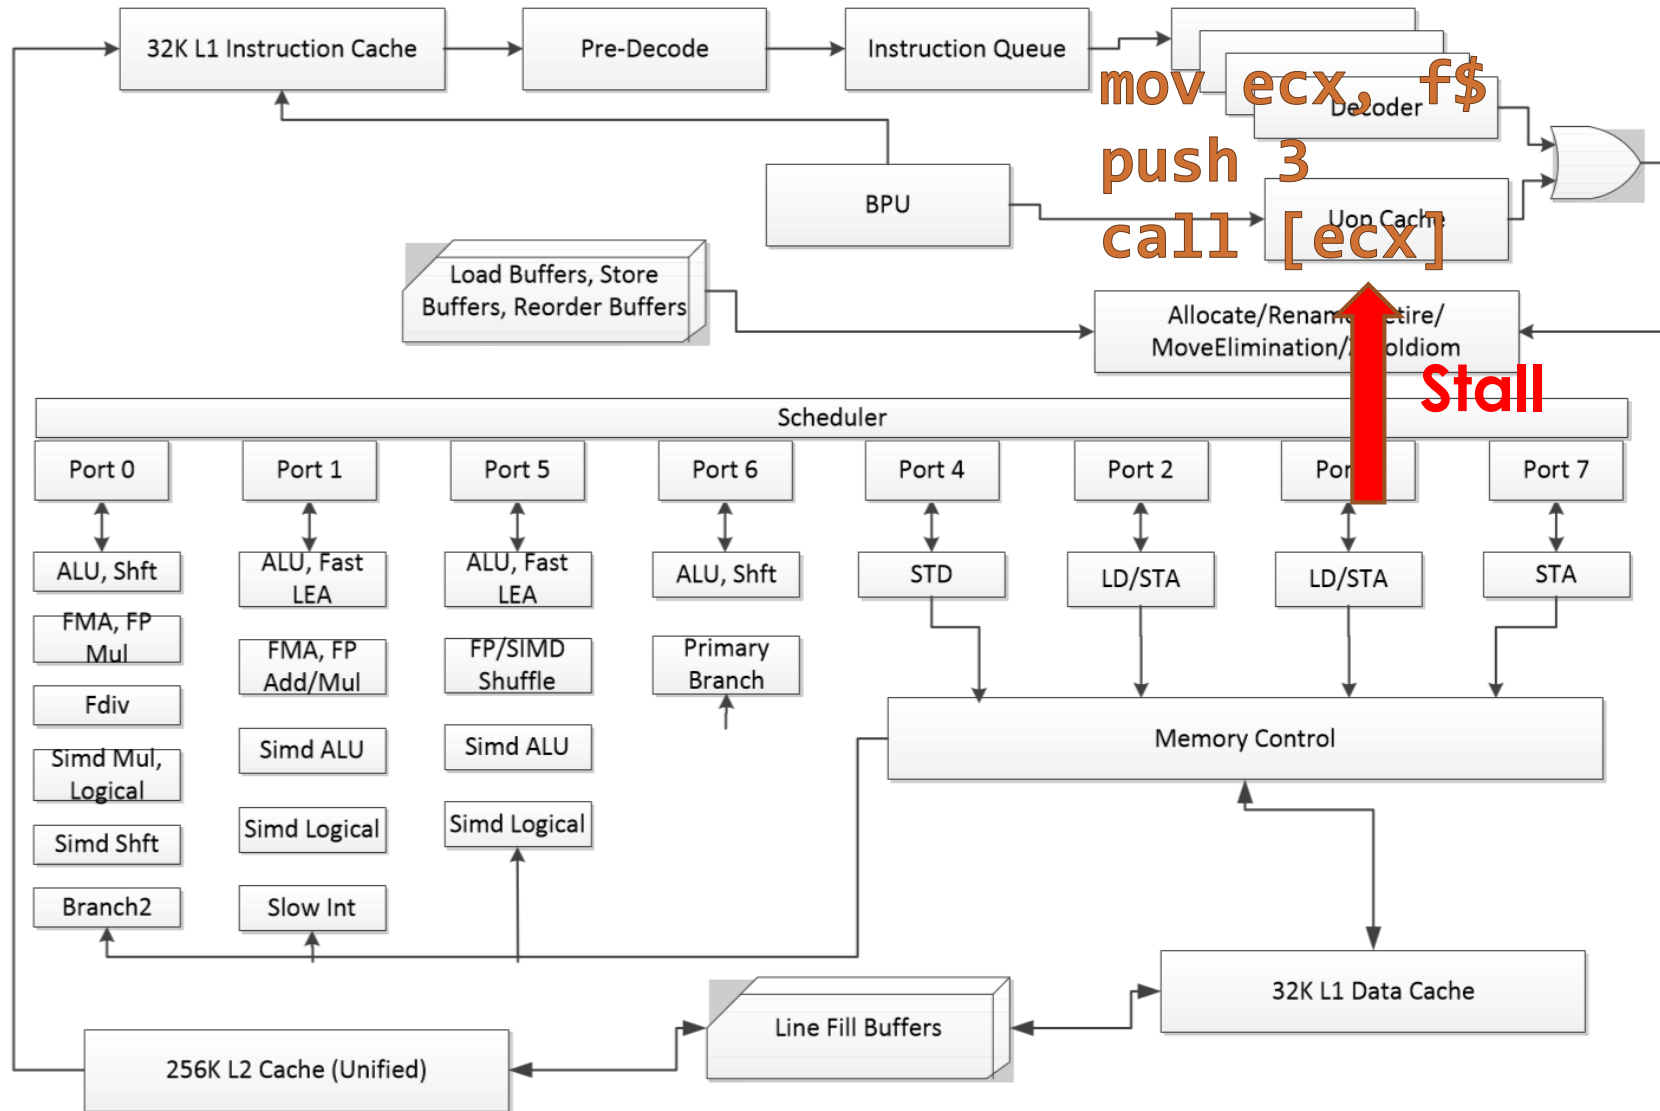 32K L1 Instruction Cache
Pre-Decode
Instruction Queue
Decoder
mov ecx, f$
push 3
call [ecx]
BPU
Uop Cache
Load Buffers, Store
Buffers, Reorder Buffers
Allocate/Rename/Retire/
MoveElimination/ZeroIdiom
Stall
Scheduler
Port 0
Port 1
Port 5
Port 6
Port 4
Port 2
Port 7
ALU, Shft
ALU, Fast
LEA
ALU, Fast
LEA
ALU, Shft
STD
LD/STA
LD/STA
STA
FMA, FP
Mul
FMA, FP
Add/Mul
FP/SIMD
Shuffle
Primary
Branch
Fdiv
Simd ALU
Simd ALU
Memory Control
Simd Mul,
Logical
Simd Logical
Simd Logical
Simd Shft
Branch2
Slow Int
32K L1 Data Cache
Line Fill Buffers
256K L2 Cache (Unified)